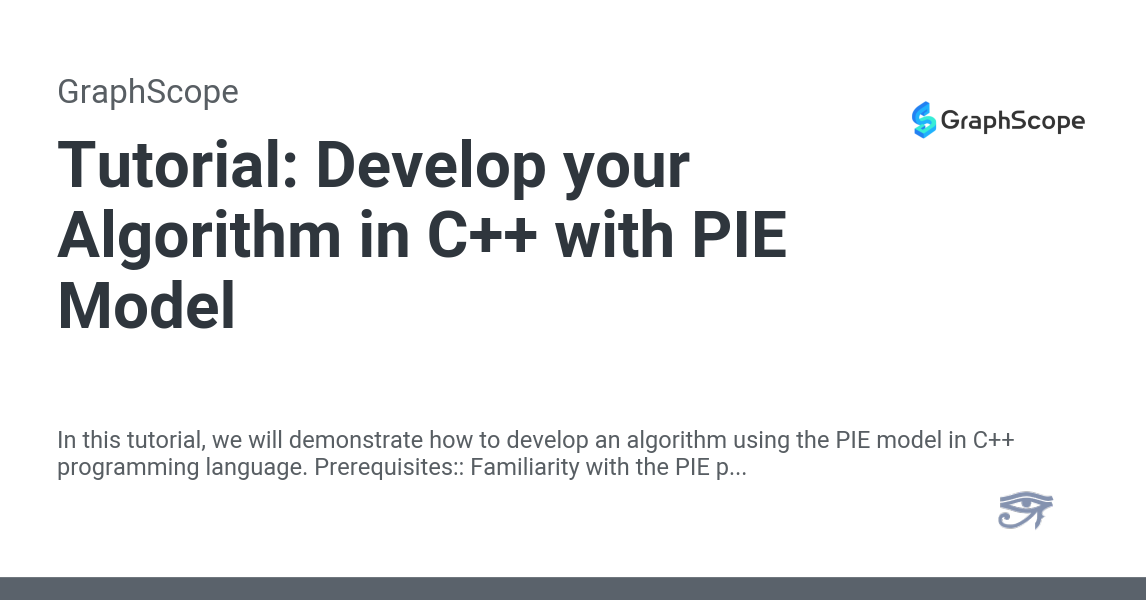 GraphScope
GraphScope
Tutorial: Develop your
Algorithm in C++ with PIE
Model
In this tutorial, we will demonstrate how to develop an algorithm using the PIE model in C++
programming language. Prerequisites:: Familiarity with the PIE p...